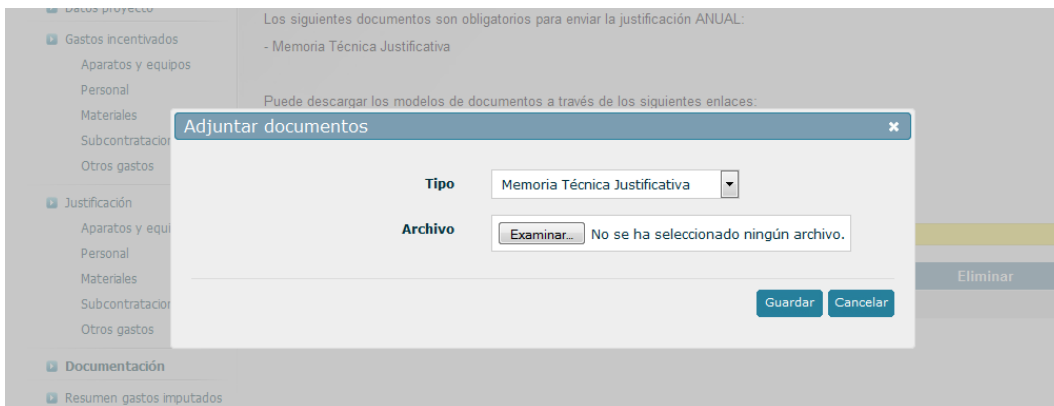 Datos proyecto
Gastos incentivados
Aparatos y equipos
Personal
Materiales
Subcontratacion
Otros gastos
Justificación
Aparatos y equi
Personal
Materiales
Subcontratacion
Otros gastos
Documentación
Resumen gastos imputados
Los siguientes documentos son obligatorios para enviar la justificación ANUAL:
- Memoria Técnica Justificativa
Puede descargar los modelos de documentos a través de los siguientes enlaces:
Adjuntar documentos
Tipo Memoria Técnica Justificativa
Archivo Examinar... No se ha seleccionado ningún archivo.
Guardar Cancelar
Eliminar